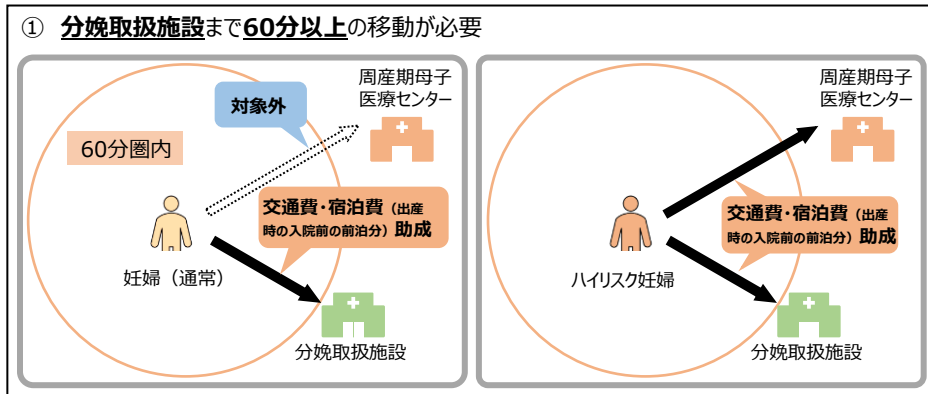 ① 分娩取扱施設まで60分以上の移動が必要
周産期母子
医療センター
対象外
60分圏内
交通費・宿泊費（出産
時の入院前の前泊分）助成
妊婦（通常）
分娩取扱施設
周産期母子
医療センター
交通費・宿泊費（出産
時の入院前の前泊分）助成
ハイリスク妊婦
分娩取扱施設